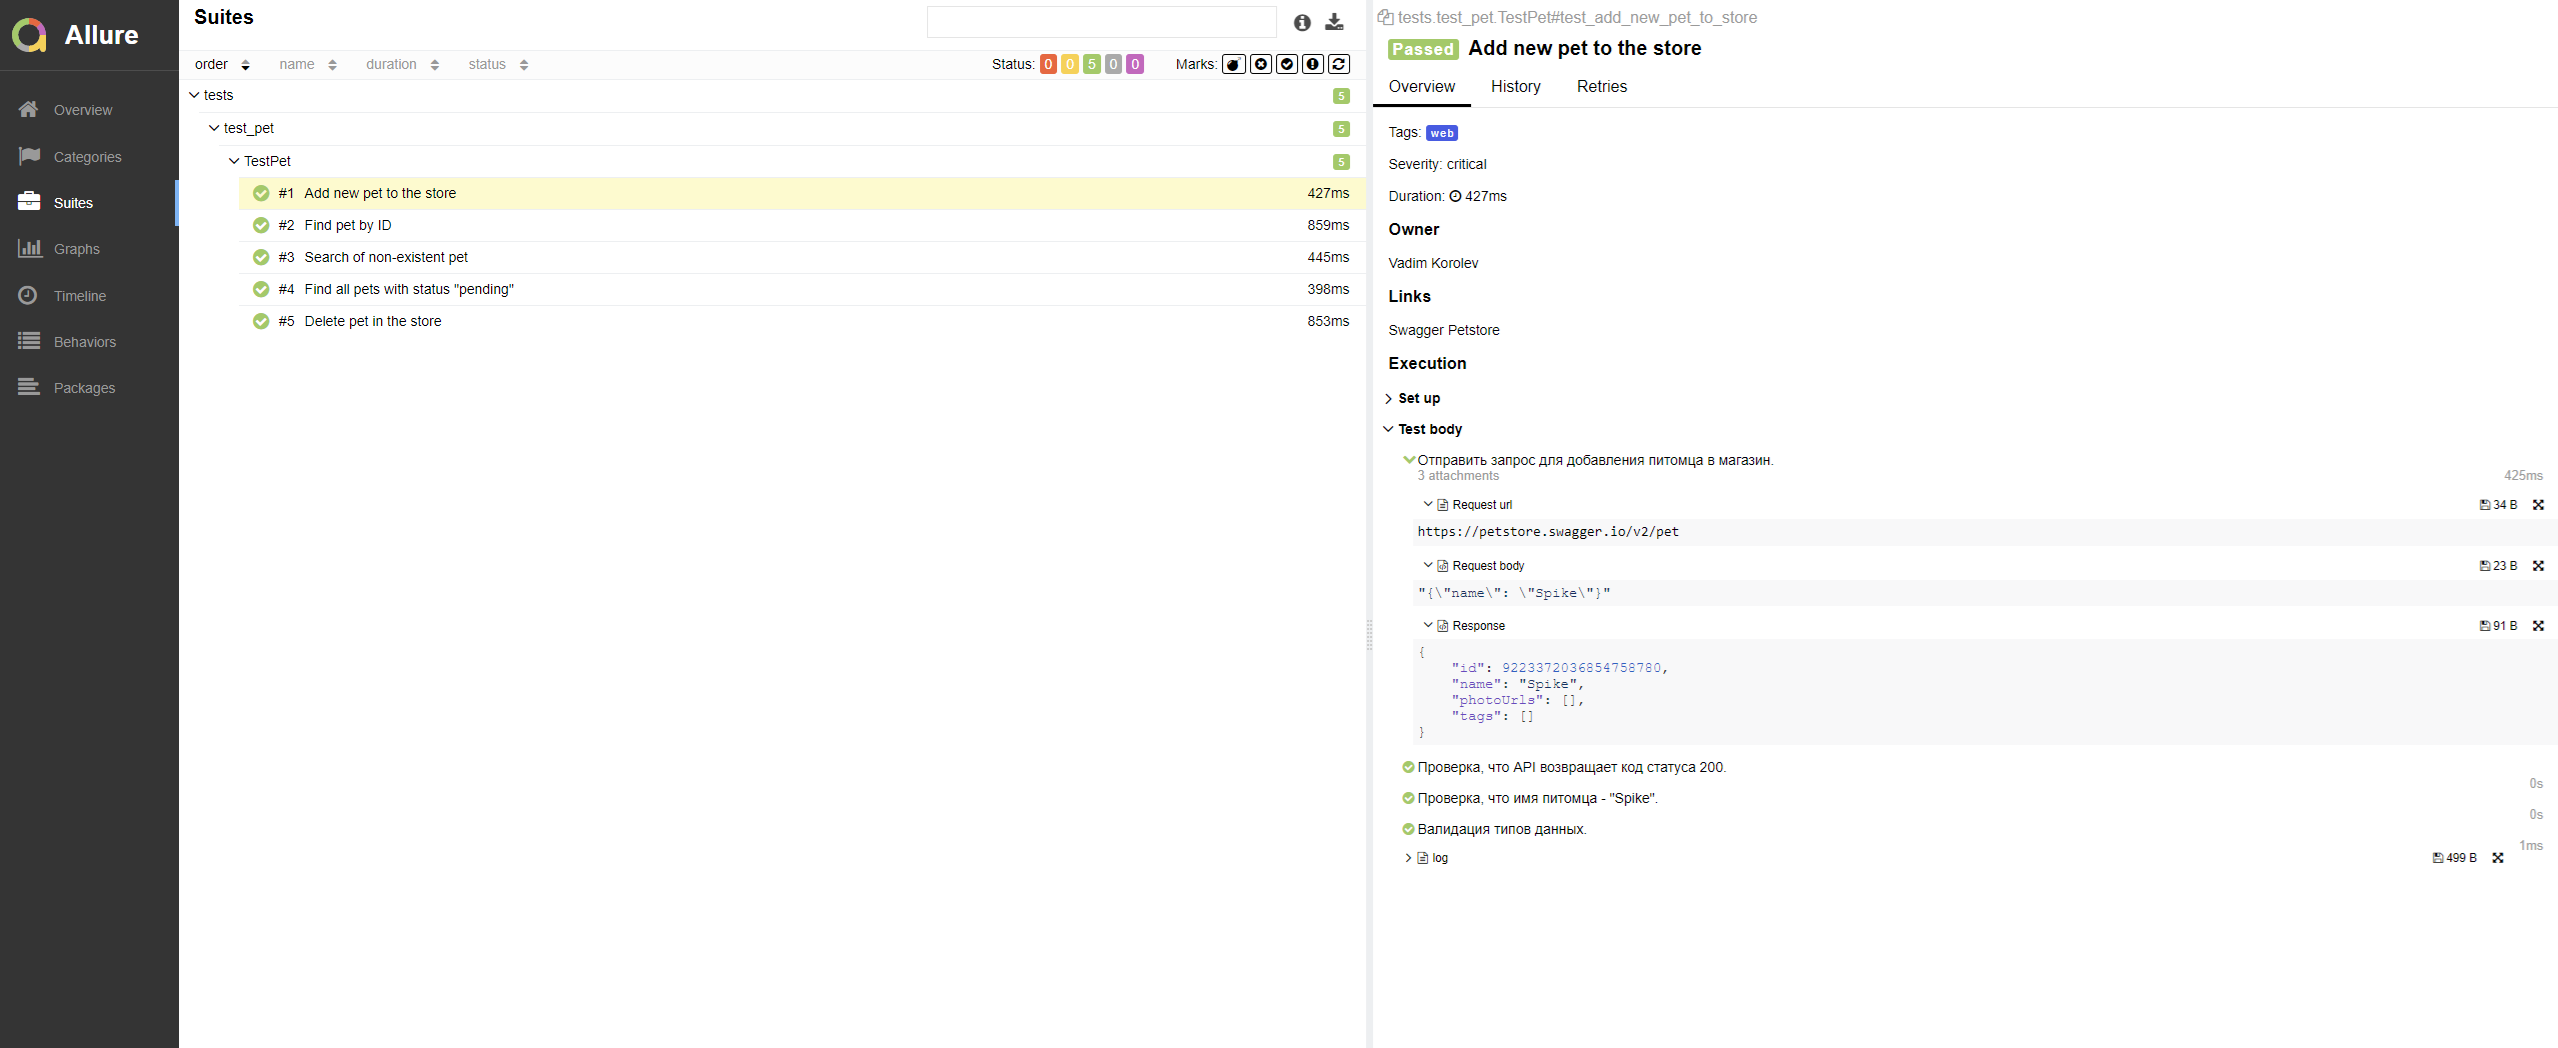 Allure
Overview
Categories
Suites
Graphs
Timeline
Behaviors
Packages
Suites
order name duration status Status: 0 0 5 0 0 Marks:
tests 5
test_pet 5
TestPet 5
#1 Add new pet to the store 427ms
#2 Find pet by ID 859ms
#3 Search of non-existent pet 445ms
#4 Find all pets with status "pending" 398ms
#5 Delete pet in the store 853ms
tests.test_pet.TestPet#test_add_new_pet_to_store
Passed Add new pet to the store
Overview History Retries
Tags: web
Severity: critical
Duration: 427ms
Owner
Vadim Korolev
Links
Swagger Petstore
Execution
Set up
Test body
Отправить запрос для добавления питомца в магазин.
3 attachments 425ms
Request url 34 B
https://petstore.swagger.io/v2/pet
Request body 23 B
"{\"name\": \"Spike\"}"
Response 91 B
{
"id": 9223372036854758780,
"name": "Spike",
"photoUrls": [],
"tags": []
}
Проверка, что API возвращает код статуса 200.
0s
Проверка, что имя питомца - "Spike".
0s
Валидация типов данных.
1ms
log 499 B